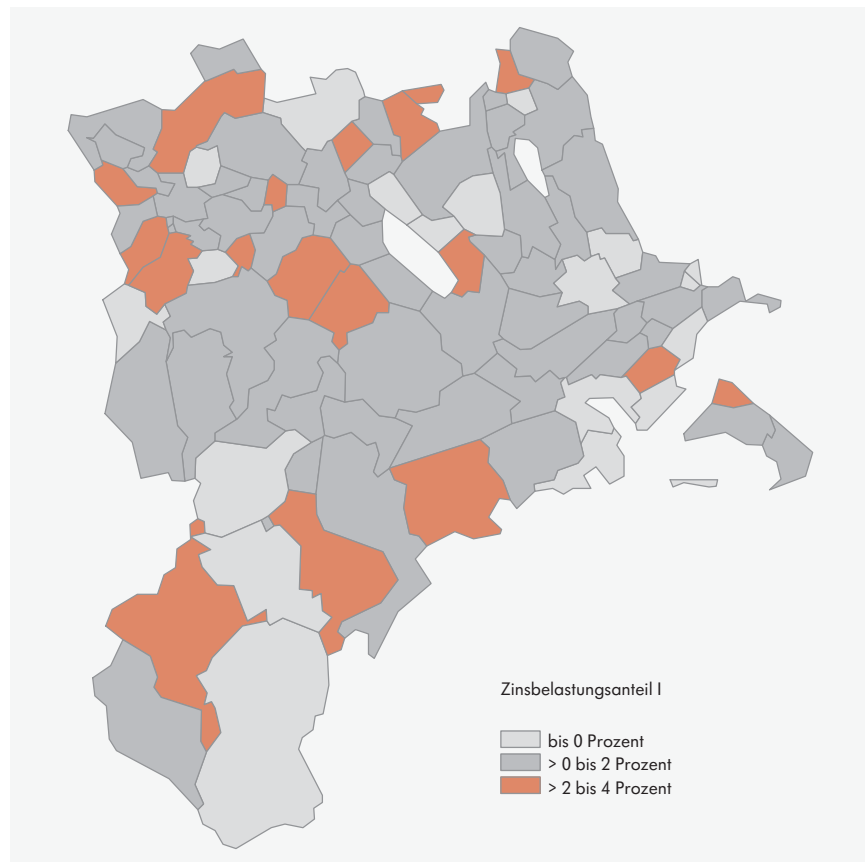 Zinsbelastungsanteil I
bis 0 Prozent
> 0 bis 2 Prozent
> 2 bis 4 Prozent